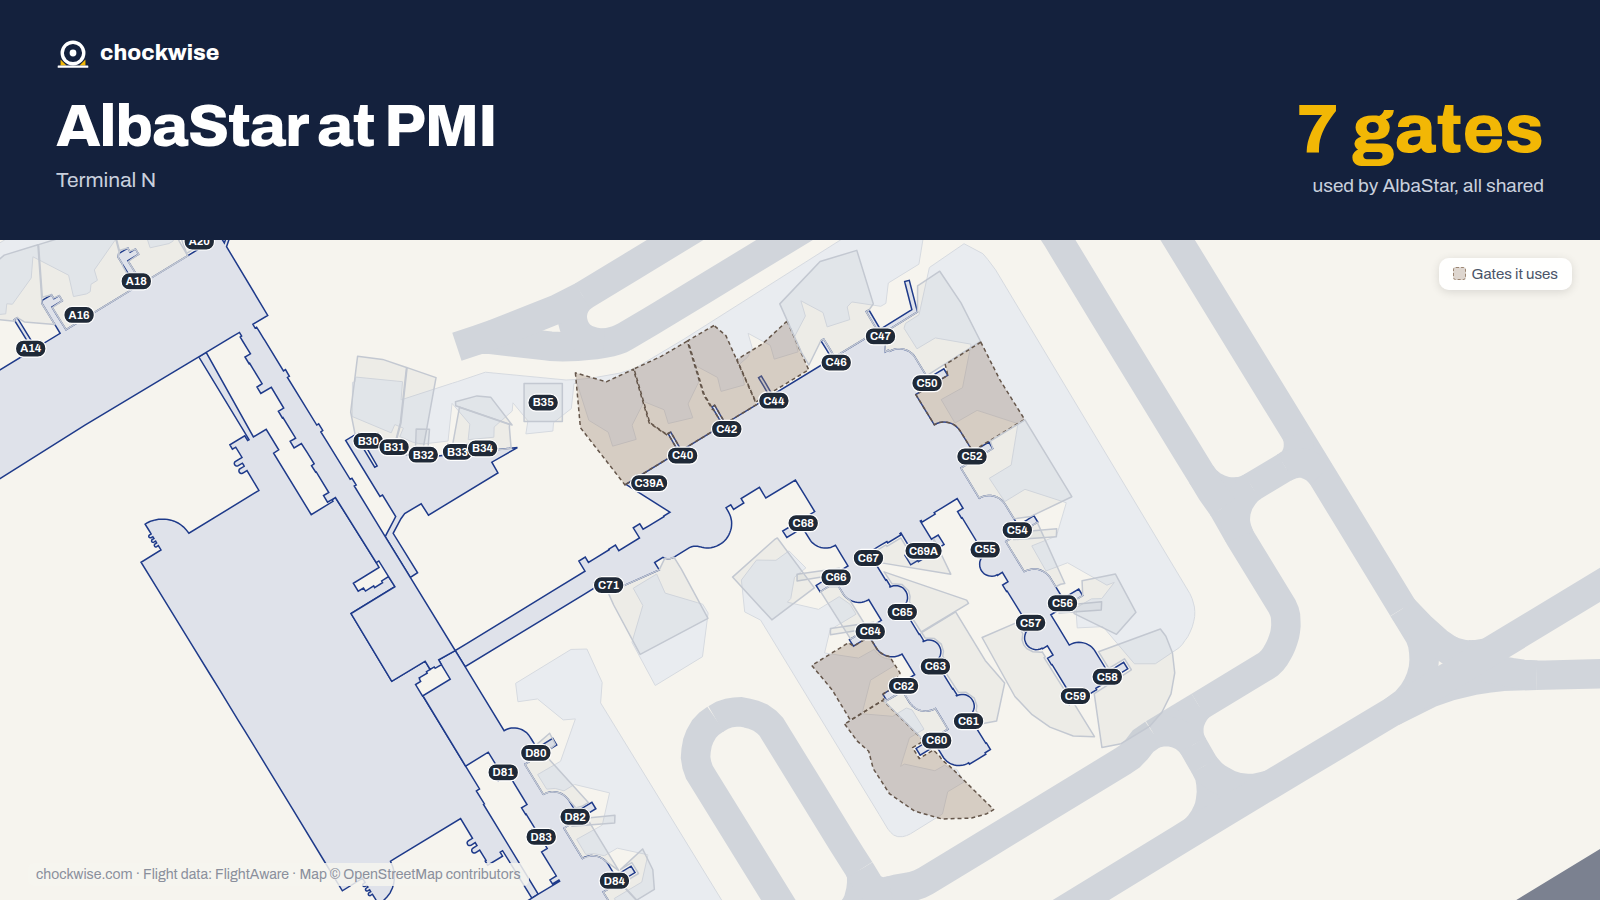 chockwise
AlbaStar at PMI
Terminal N
7 gates
used by AlbaStar, all shared
Gates it uses
A20
A18
A16
A14
B30
B31
B32
B33
B34
B35
C39A
C40
C42
C44
C46
C47
C50
C52
C54
C55
C56
C57
C58
C59
C60
C61
C62
C63
C64
C65
C66
C67
C68
C69A
C71
D80
D81
D82
D83
D84
chockwise.com · Flight data: FlightAware · Map © OpenStreetMap contributors